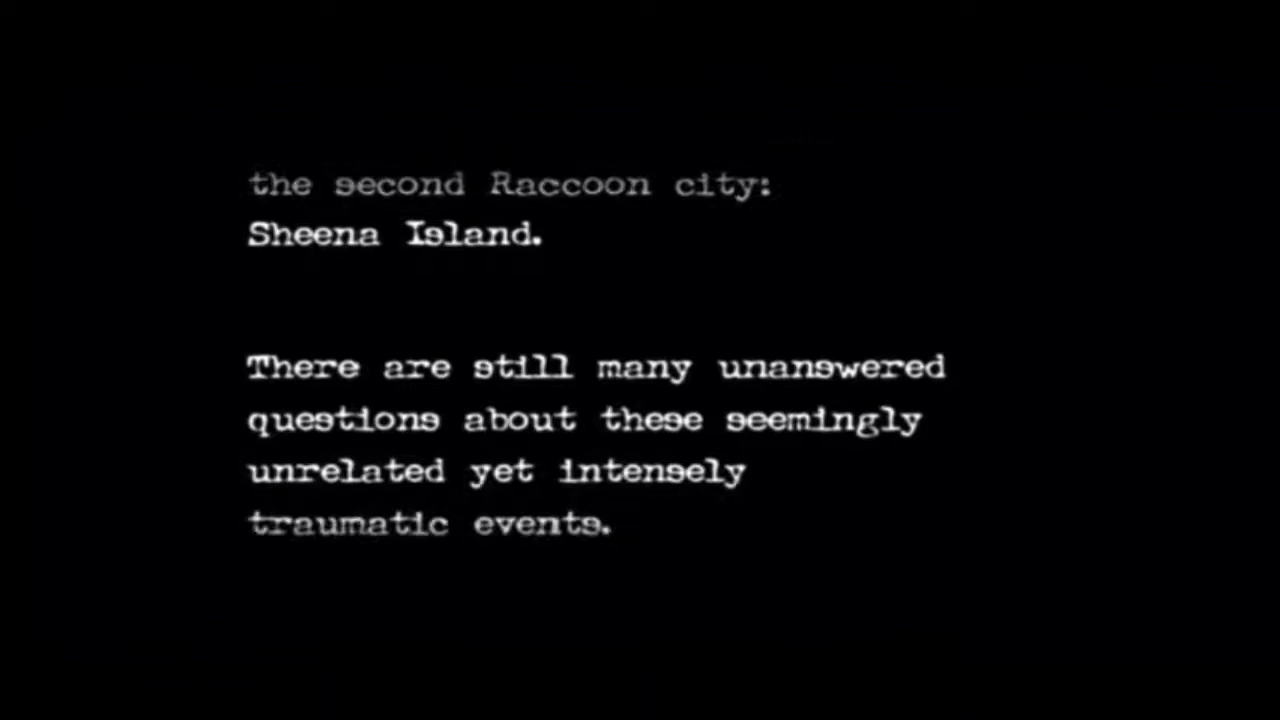 the second Raccoon city:
Sheena Island.
There are still many unanswered
questions about these seemingly
unrelated yet intensely
traumatic events.